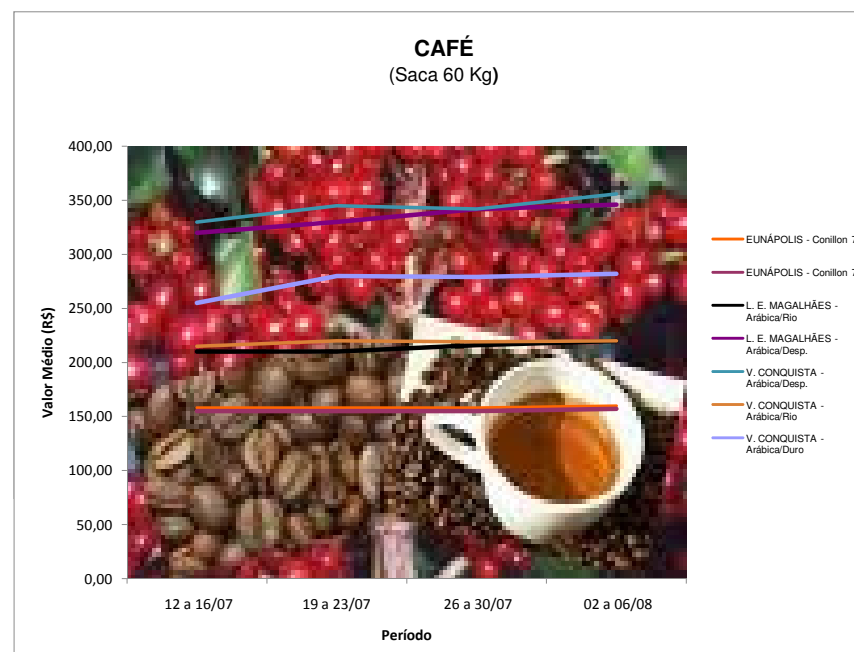 CAFÉ
(Saca 60 Kg)
400,00
350,00
300,00
250,00
200,00
150,00
100,00
50,00
0,00
Valor Médio (R$)
12 a 16/07
19 a 23/07
26 a 30/07
02 a 06/08
Período
EUNÁPOLIS - Conillon 7
EUNÁPOLIS - Conillon 7
L. E. MAGALHÃES -
Arábica/Rio
L. E. MAGALHÃES -
Arábica/Desp.
V. CONQUISTA -
Arábica/Desp.
V. CONQUISTA -
Arábica/Rio
V. CONQUISTA -
Arábica/Duro